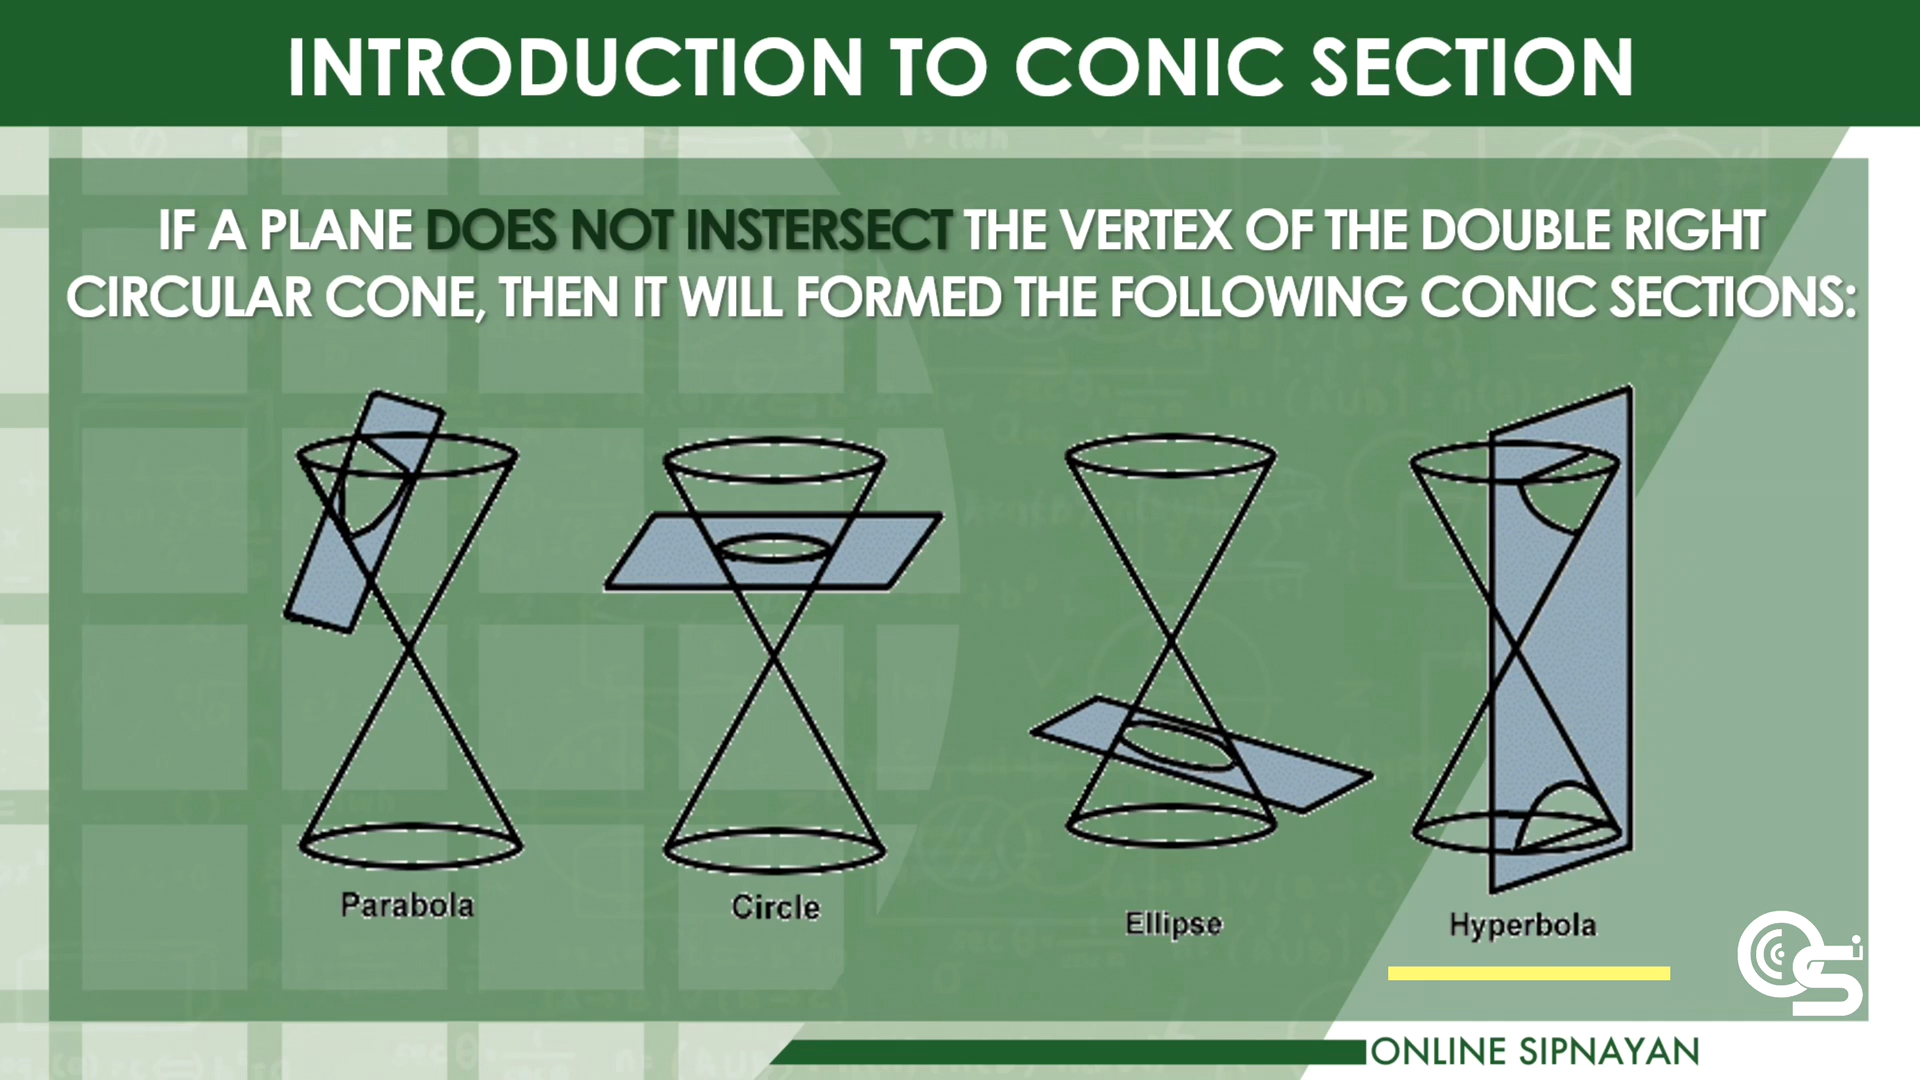 INTRODUCTION TO CONIC SECTION
IF A PLANE DOES NOT INSTERSECT THE VERTEX OF THE DOUBLE RIGHT
CIRCULAR CONE, THEN IT WILL FORMED THE FOLLOWING CONIC SECTIONS:
Parabola
Circle
Ellipse
Hyperbola
OSi
ONLINE SIPNAYAN